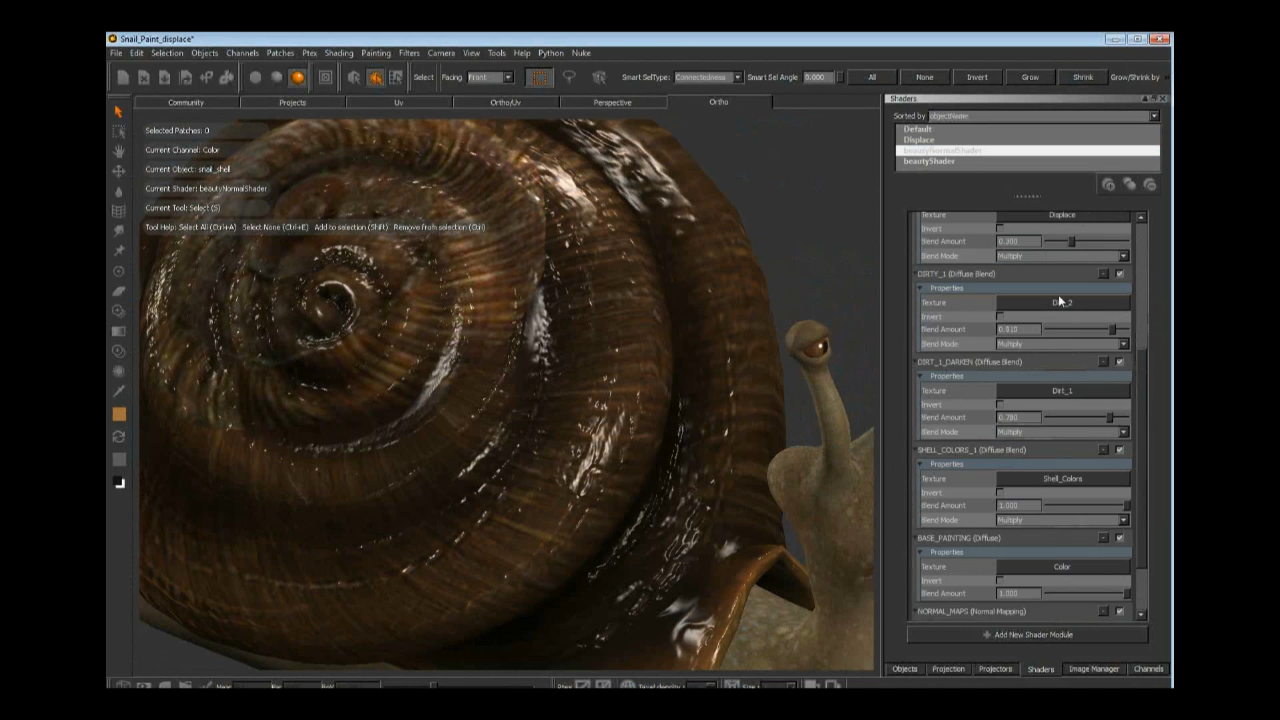 Snail_Paint_displace*
File Edit Selection Objects Channels Patches Ptex Shading Painting Filters Camera View Tools Help Python Nuke
Select Facing Front Smart SelType: Connectedness Smart Sel Angle 0.000 All None Invert Grow Shrink Grow/Shrink by
Community Projects Uv Ortho/Uv Perspective Ortho
Selected Patches: 0
Current Channel: Color
Current Object: snail_shell
Current Shader: beautyNormalShader
Current Tool: Select (S)
Tool Help: Select All (Ctrl+A) Select None (Ctrl+E) Add to selection (Shift) Remove from selection (Ctrl)
Shaders
Sorted by objectName
Default
Displace
beautyNormalShader
beautyShader
Texture Displace
Invert
Blend Amount 0.300
Blend Mode Multiply
DIRTY_1 (Diffuse Blend)
Properties
Texture
Invert
Blend Amount 0.810
Blend Mode Multiply
DIRT_1_DARKEN (Diffuse Blend)
Properties
Texture Dirt_1
Invert
Blend Amount 0.780
Blend Mode Multiply
SHELL_COLORS_1 (Diffuse Blend)
Properties
Texture Shell_Colors
Invert
Blend Amount 1.000
Blend Mode Multiply
BASE_PAINTING (Diffuse)
Properties
Texture Color
Invert
Blend Amount 1.000
NORMAL_MAPS (Normal Mapping)
Add New Shader Module
Objects Projection Projectors Shaders Image Manager Channels